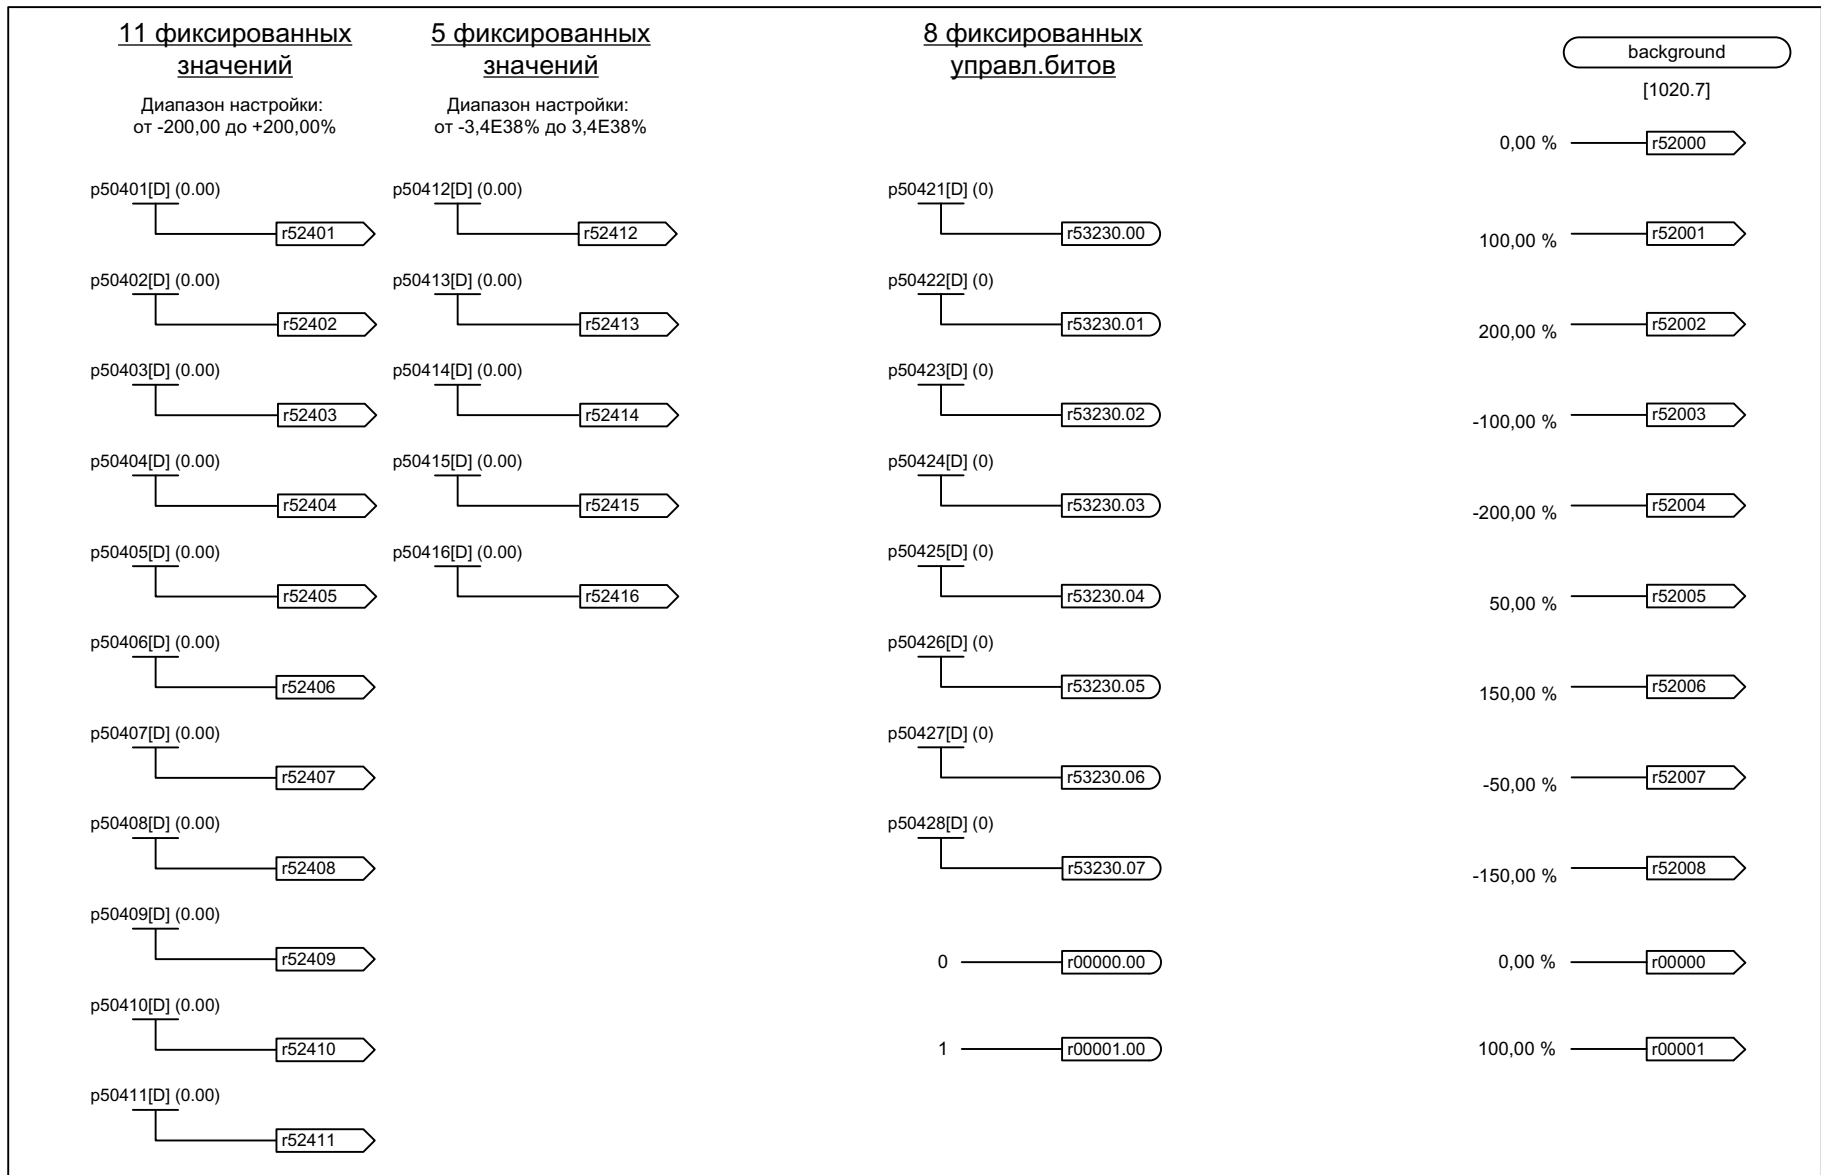 11 фиксированных
значений
Диапазон настройки:
от -200,00 до +200,00%
p50401[D] (0.00)
r52401
p50402[D] (0.00)
r52402
p50403[D] (0.00)
r52403
p50404[D] (0.00)
r52404
p50405[D] (0.00)
r52405
p50406[D] (0.00)
r52406
p50407[D] (0.00)
r52407
p50408[D] (0.00)
r52408
p50409[D] (0.00)
r52409
p50410[D] (0.00)
r52410
p50411[D] (0.00)
r52411
5 фиксированных
значений
Диапазон настройки:
от -3,4E38% до 3,4E38%
p50412[D] (0.00)
r52412
p50413[D] (0.00)
r52413
p50414[D] (0.00)
r52414
p50415[D] (0.00)
r52415
p50416[D] (0.00)
r52416
8 фиксированных
управл.битов
p50421[D] (0)
r53230.00
p50422[D] (0)
r53230.01
p50423[D] (0)
r53230.02
p50424[D] (0)
r53230.03
p50425[D] (0)
r53230.04
p50426[D] (0)
r53230.05
p50427[D] (0)
r53230.06
p50428[D] (0)
r53230.07
0 r00000.00
1 r00001.00
background
[1020.7]
0,00 % r52000
100,00 % r52001
200,00 % r52002
-100,00 % r52003
-200,00 % r52004
50,00 % r52005
150,00 % r52006
-50,00 % r52007
-150,00 % r52008
0,00 % r00000
100,00 % r00001